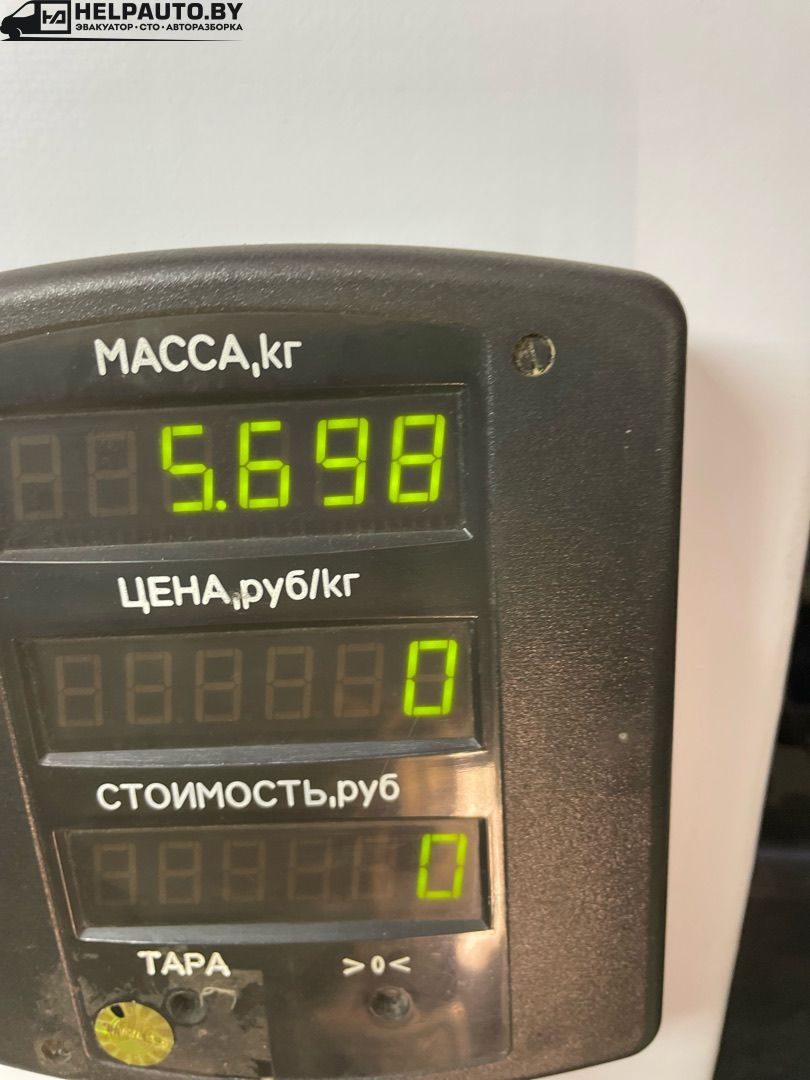 HELPAUTO.BY
ЭВАКУАТОР • СТО • АВТОРАЗБОРКА
МАССА,кг
5.698
ЦЕНА,руб/кг
0
СТОИМОСТЬ,руб
0
ТАРА >0<